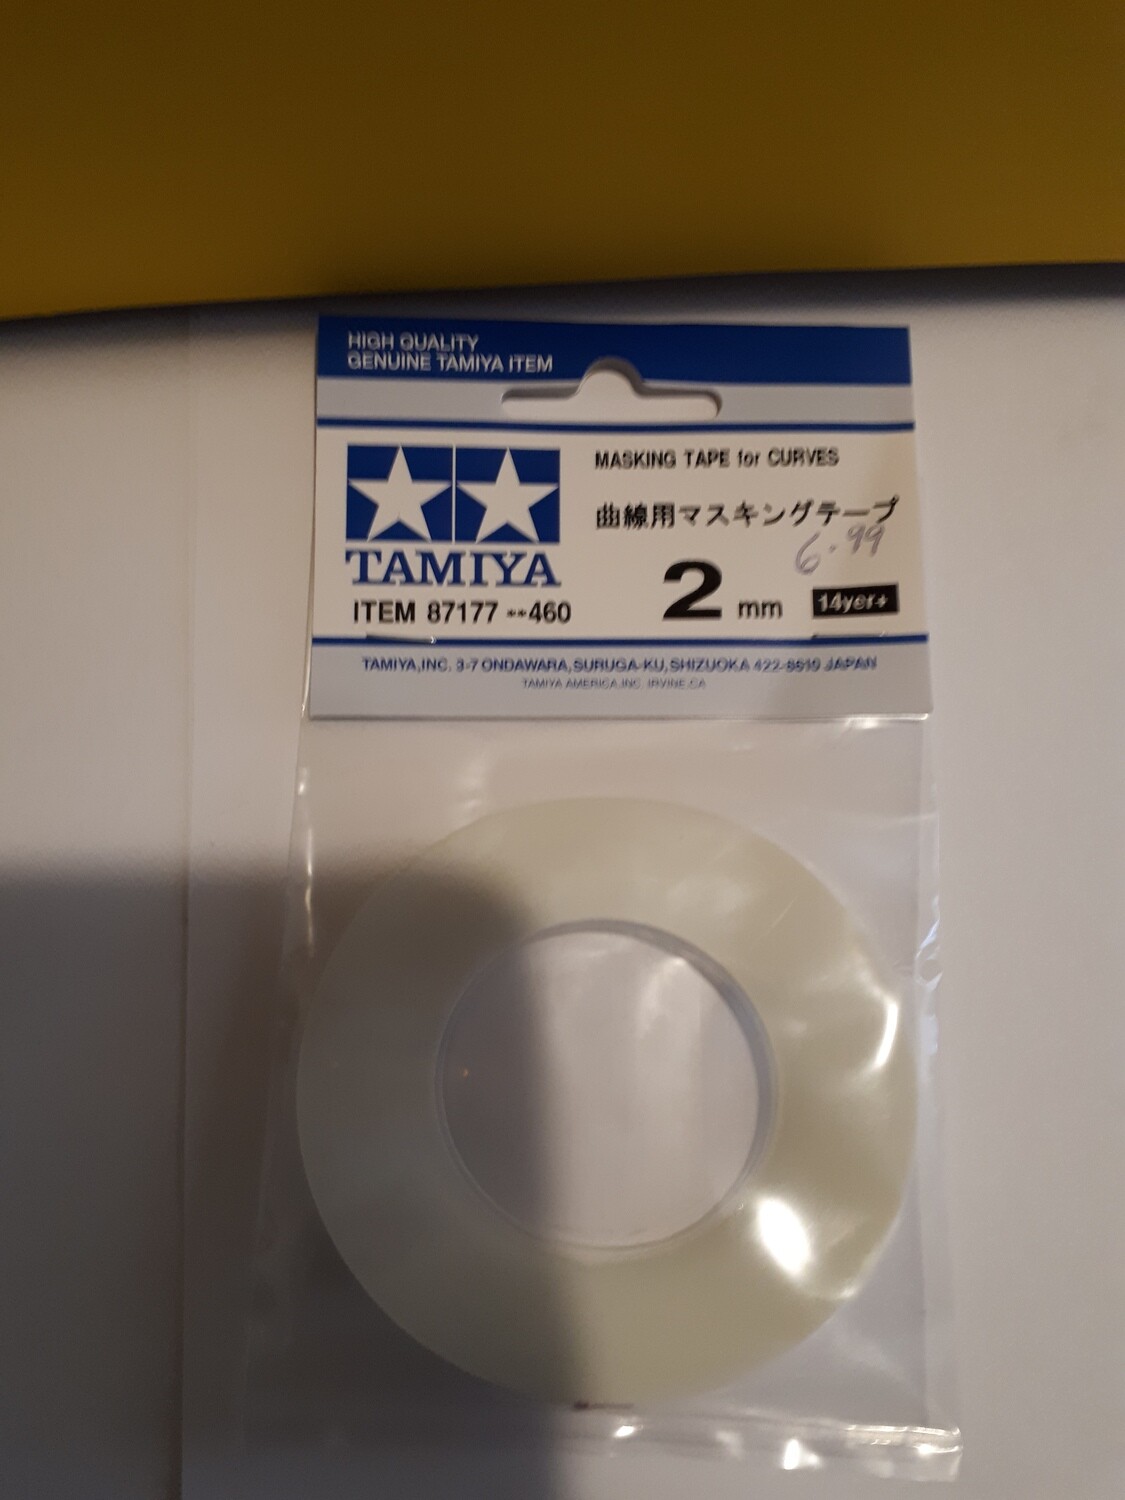 HIGH QUALITY
GENUINE TAMIYA ITEM
MASKING TAPE for CURVES
曲線用マスキングテープ
6.99
TAMIYA
ITEM 87177 **460
2 mm
14yer+
TAMIYA,INC. 3-7 ONDAWARA,SURUGA-KU,SHIZUOKA 422-8610 JAPAN
TAMIYA AMERICA,INC. IRVINE,CA